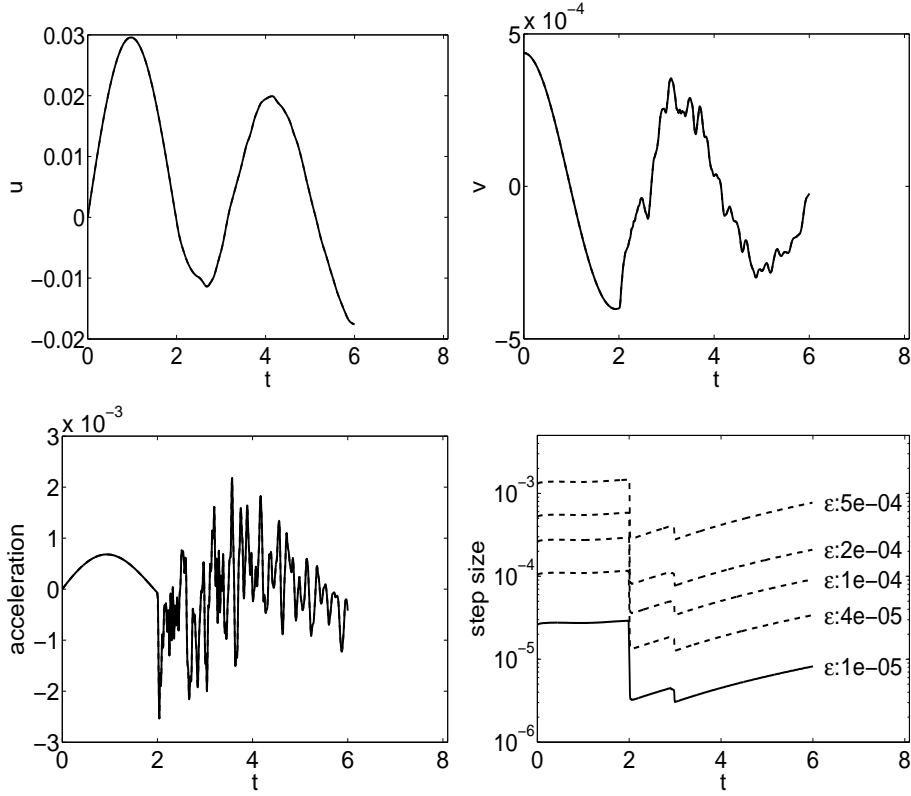 0.03
0.02
0.01
0
−0.01
−0.02
u
0 2 4 6 8
t
x 10−4
5
0
−5
v
0 2 4 6 8
t
x 10−3
3
2
1
0
−1
−2
−3
acceleration
0 2 4 6 8
t
10−3
10−4
10−5
10−6
step size
ε:5e−04
ε:2e−04
ε:1e−04
ε:4e−05
ε:1e−05
0 2 4 6 8
t